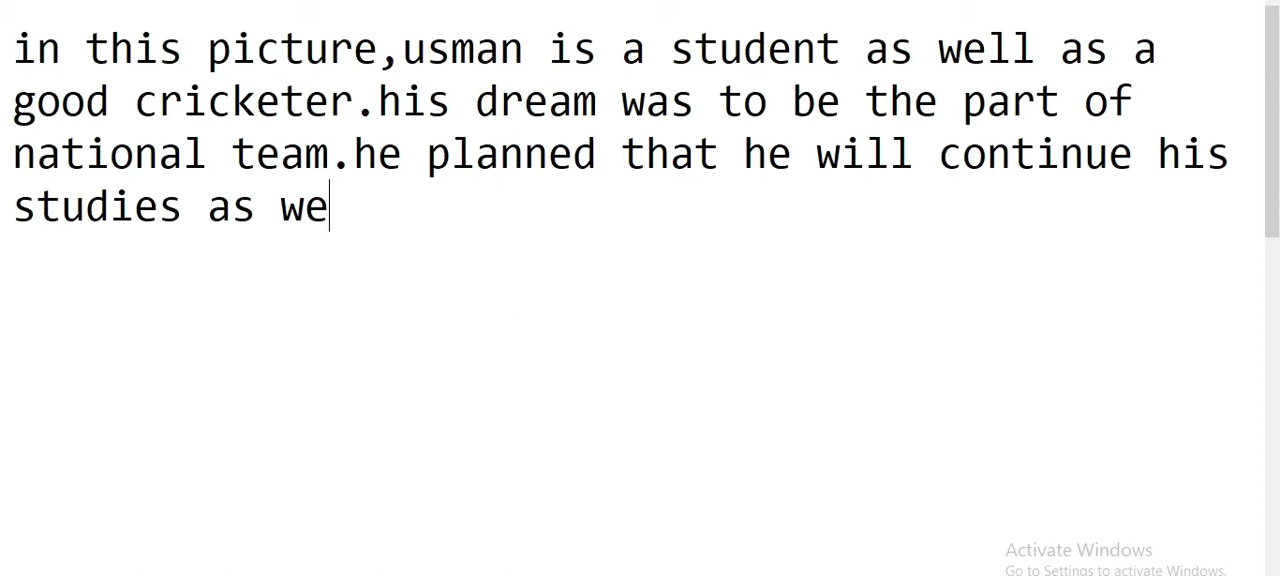 in this picture,usman is a student as well as a
good cricketer.his dream was to be the part of
national team.he planned that he will continue his
studies as we
Activate Windows
Go to Settings to activate Windows.